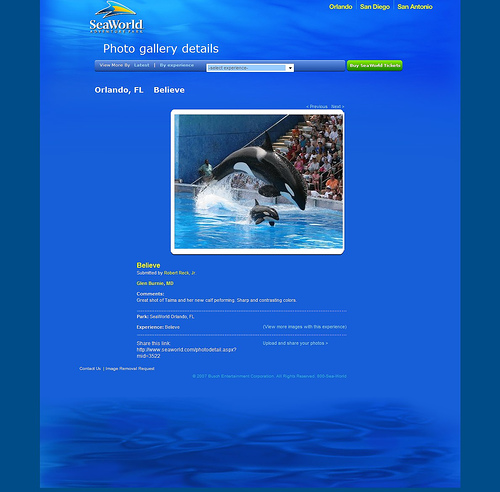 Orlando | San Diego | San Antonio
SeaWorld
ADVENTURE PARK
Photo gallery details
View More By Latest | By experience
-select experience-
Buy SeaWorld Tickets
Orlando, FL Believe
< Previous Next >
Believe
Submitted by Robert Reck, Jr
Glen Burnie, MD
Comments:
Great shot of Taima and her new calf performing. Sharp and contrasting colors.
Park: SeaWorld Orlando, FL
Experience: Believe
(View more images with this experience)
Share this link:
Upload and share your photos >
http://www.seaworld.com/photodetail.aspx?
mid=3522
Contact Us | Image Removal Request
© 2007 Busch Entertainment Corporation. All Rights Reserved.